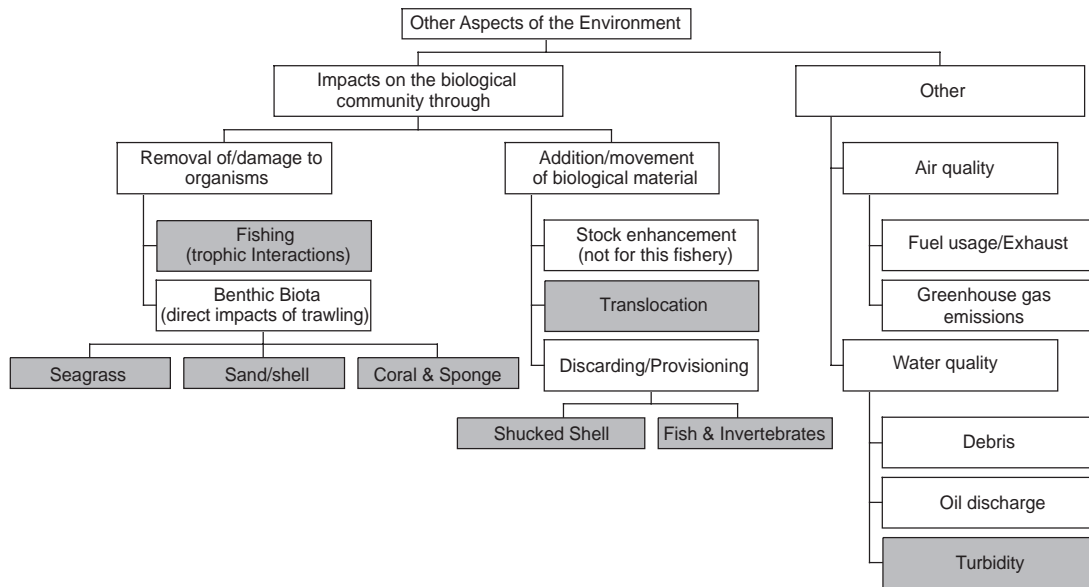 Other Aspects of the Environment
Impacts on the biological
community through
Other
Removal of/damage to
organisms
Addition/movement
of biological material
Air quality
Fishing
(trophic Interactions)
Stock enhancement
(not for this fishery)
Fuel usage/Exhaust
Benthic Biota
(direct impacts of trawling)
Translocation
Greenhouse gas
emissions
Seagrass
Sand/shell
Coral & Sponge
Discarding/Provisioning
Water quality
Shucked Shell
Fish & Invertebrates
Debris
Oil discharge
Turbidity